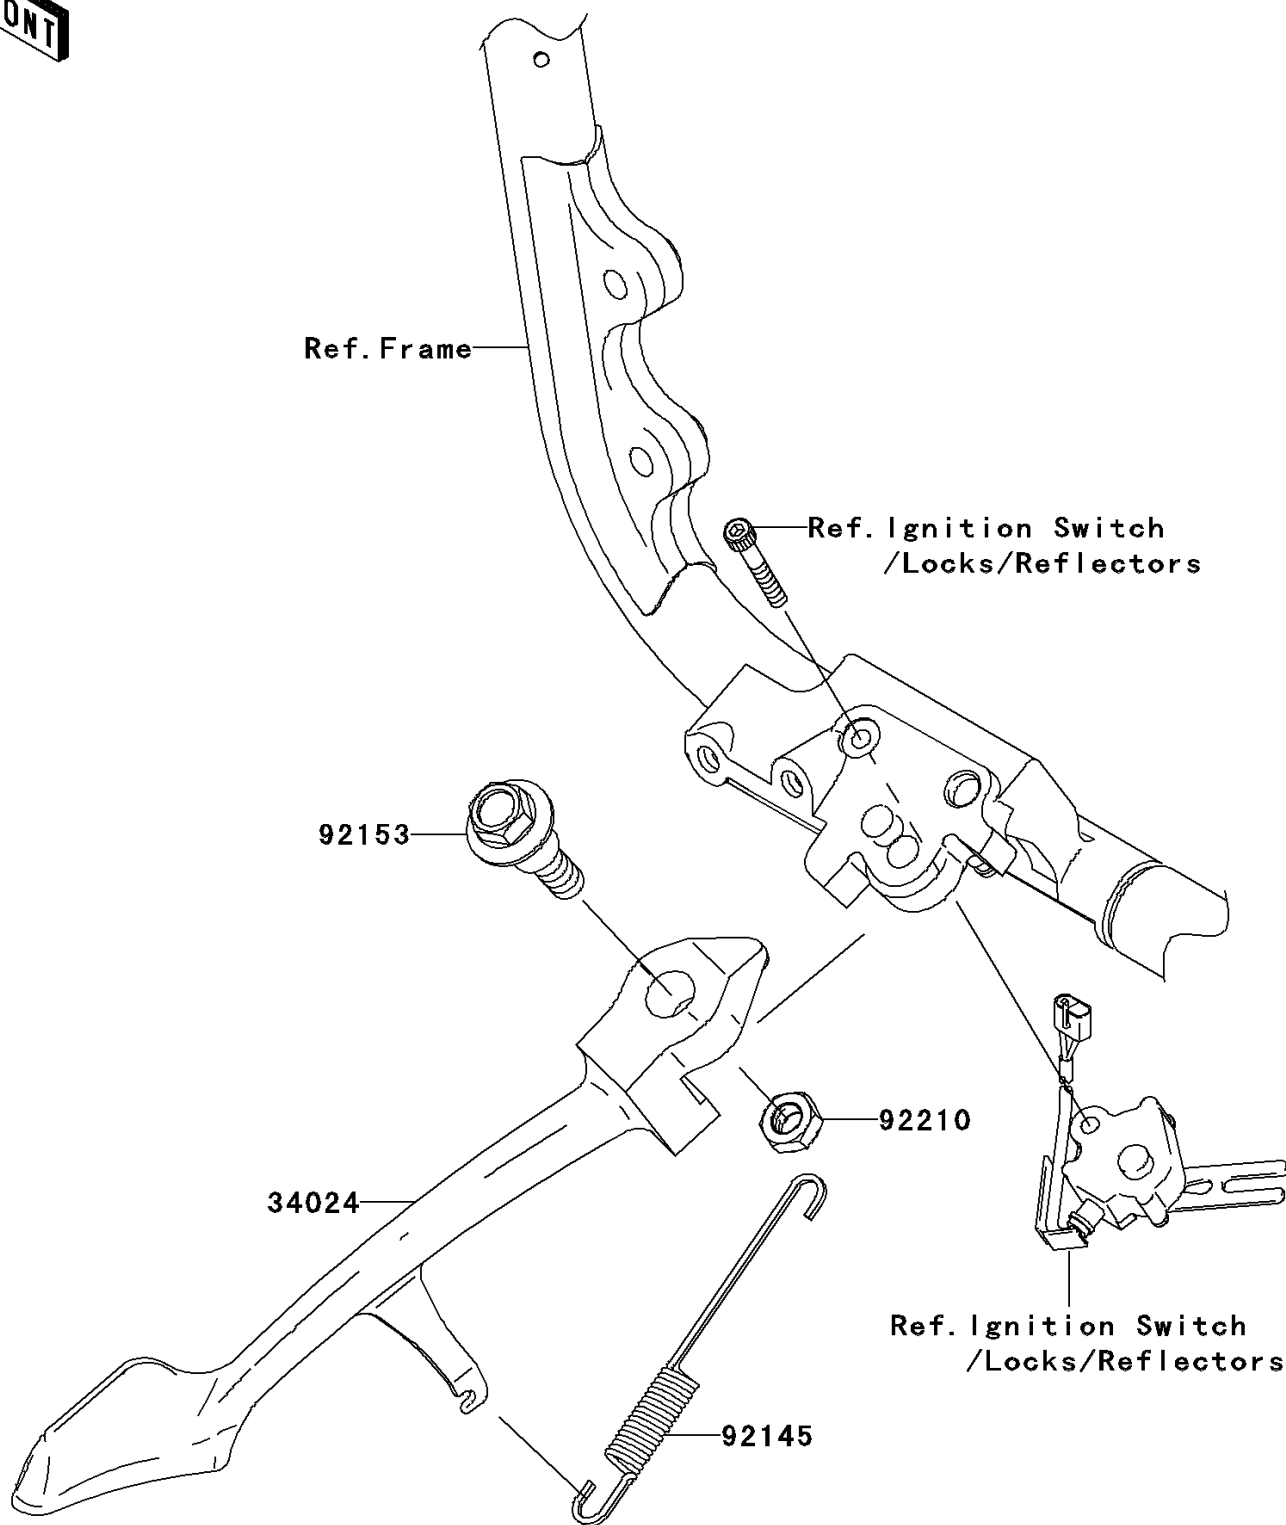 ONT
Ref.Frame
Ref.Ignition Switch
/Locks/Reflectors
92153
92210
34024
Ref.Ignition Switch
/Locks/Reflectors
92145